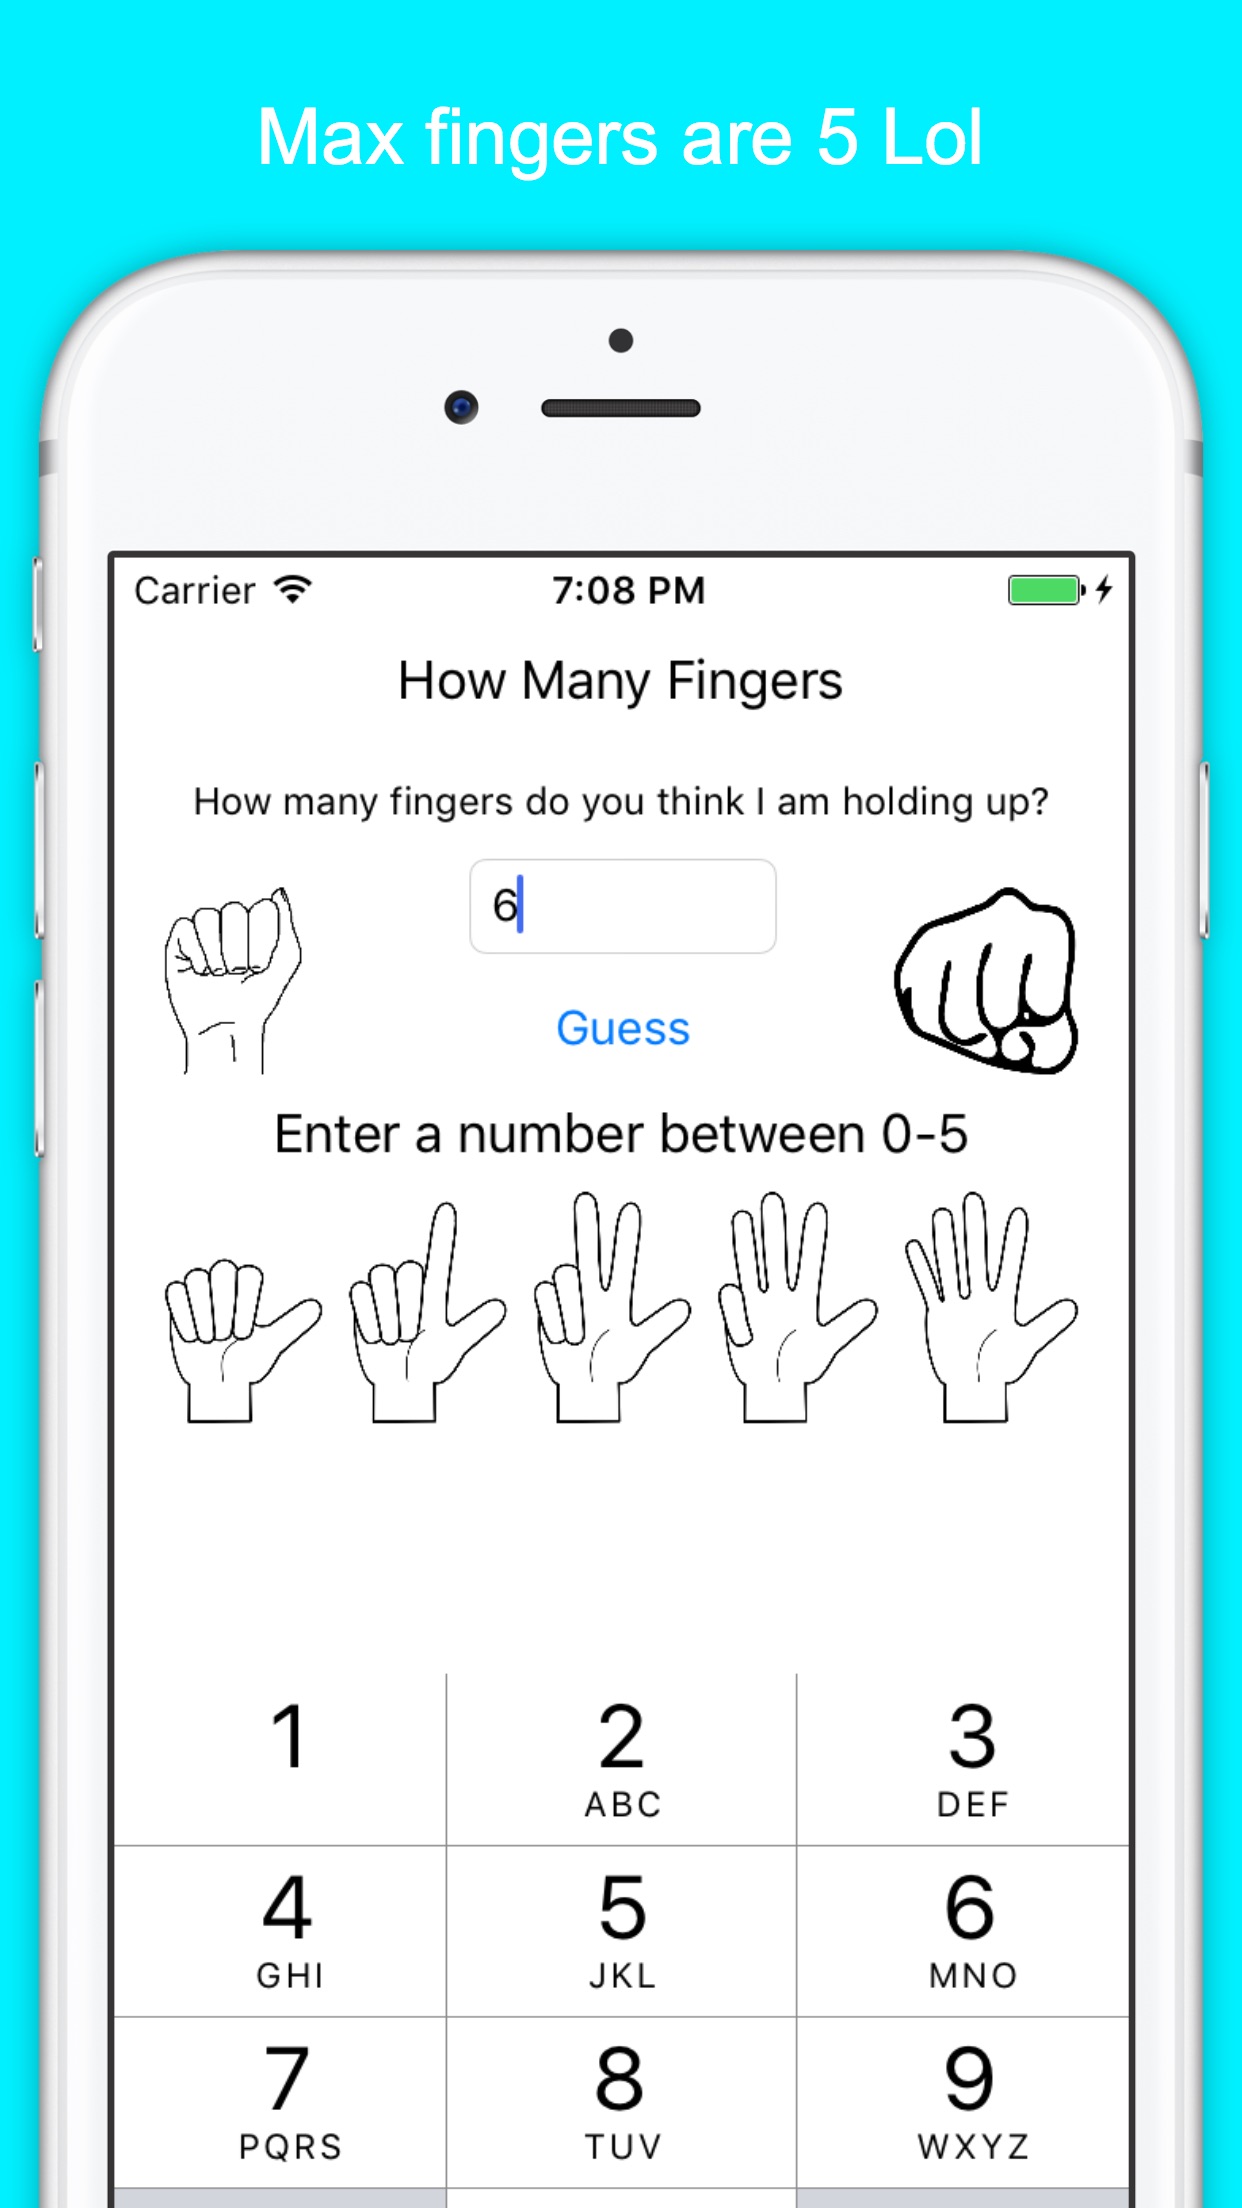 Max fingers are 5 Lol
Carrier 7:08 PM
How Many Fingers
How many fingers do you think I am holding up?
6
Guess
Enter a number between 0-5
1 2 3
ABC DEF
4 5 6
GHI JKL MNO
7 8 9
PQRS TUV WXYZ